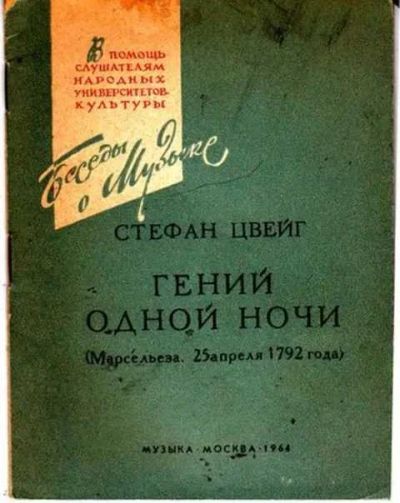 В ПОМОЩЬ
СЛУШАТЕЛЯМ
НАРОДНЫХ
УНИВЕРСИТЕТОВ
КУЛЬТУРЫ
Беседы
о Музыке
СТЕФАН ЦВЕЙГ
ГЕНИЙ
ОДНОЙ НОЧИ
(Марсельеза. 25 апреля 1792 года)
МУЗЫКА · МОСКВА · 1964